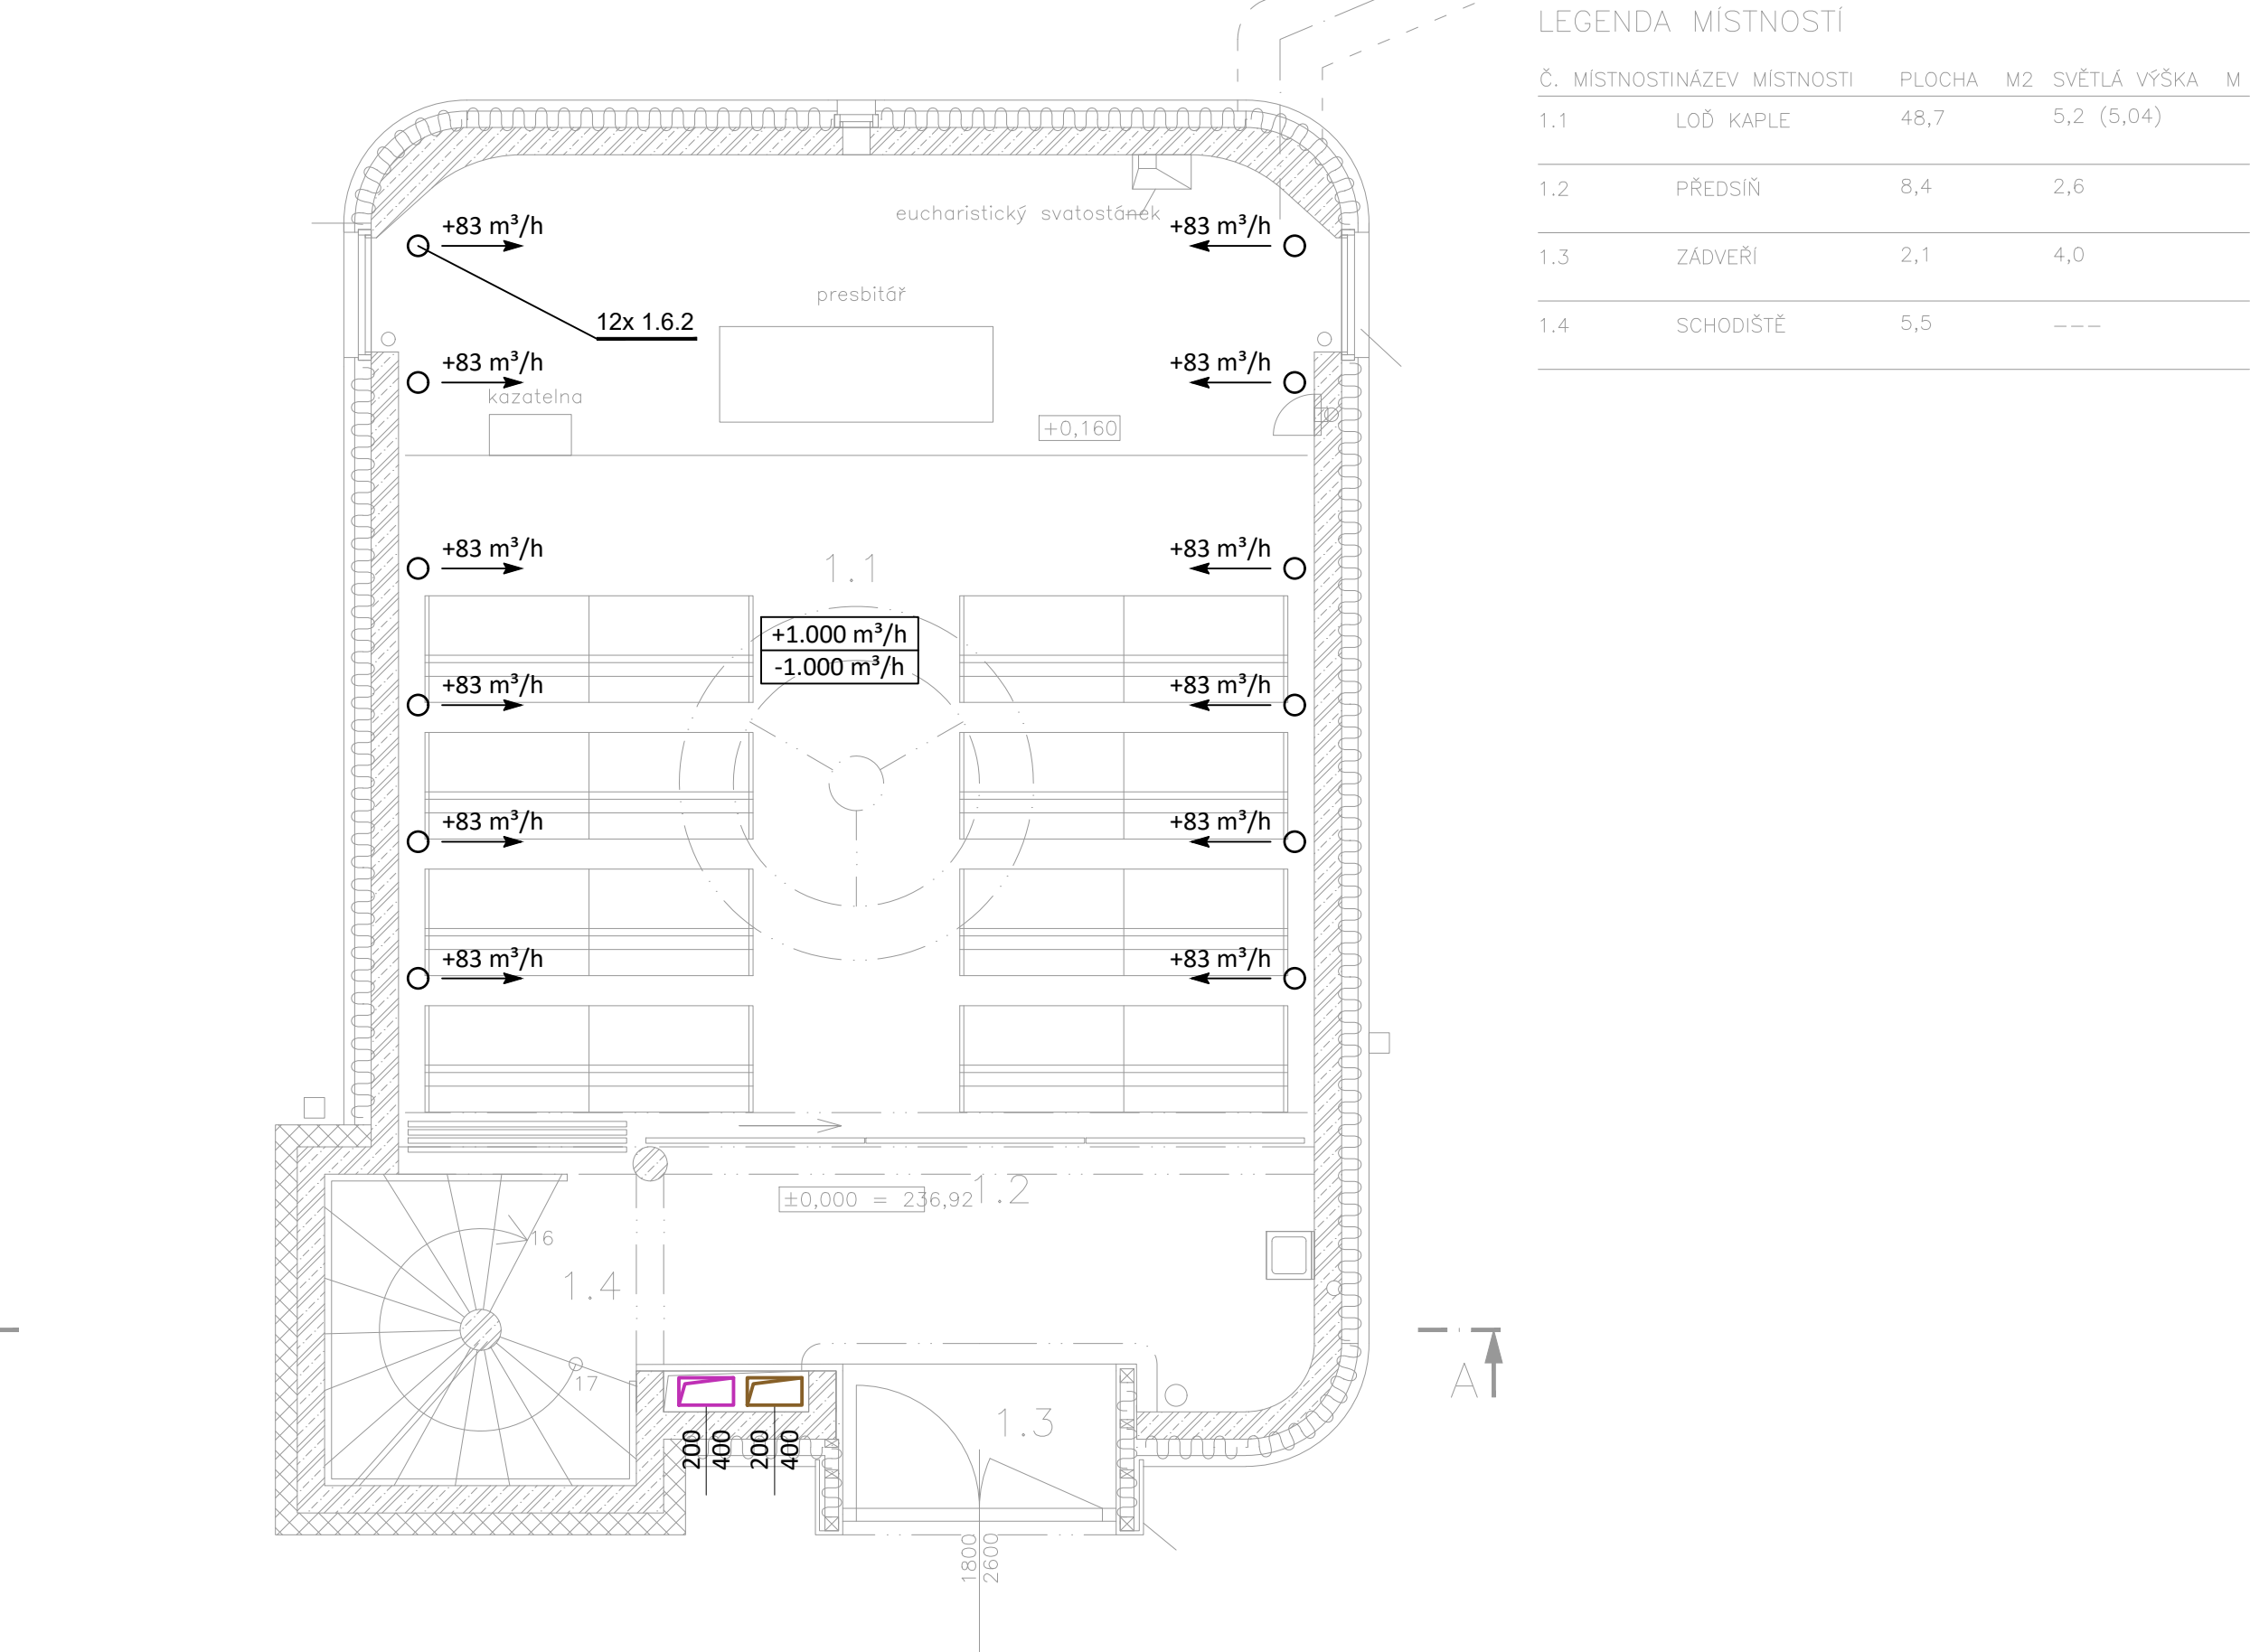 LEGENDA MÍSTNOSTÍ
Č. MÍSTNOSTI NÁZEV MÍSTNOSTI PLOCHA M2 SVĚTLÁ VÝŠKA M
1.1 LOĎ KAPLE 48,7 5,2 (5,04)
1.2 PŘEDSÍŇ 8,4 2,6
1.3 ZÁDVEŘÍ 2,1 4,0
1.4 SCHODIŠTĚ 5,5 ---
eucharistický svatostánek
+83 m³/h +83 m³/h
presbitář
12x 1.6.2
+83 m³/h +83 m³/h
kazatelna
+0,160
+83 m³/h +83 m³/h
1.1
+1.000 m³/h
-1.000 m³/h
+83 m³/h +83 m³/h
+83 m³/h +83 m³/h
+83 m³/h +83 m³/h
1.2
±0,000 = 236,92
16
1.4
17
A
1.3
200
400
200
400
1800
2600